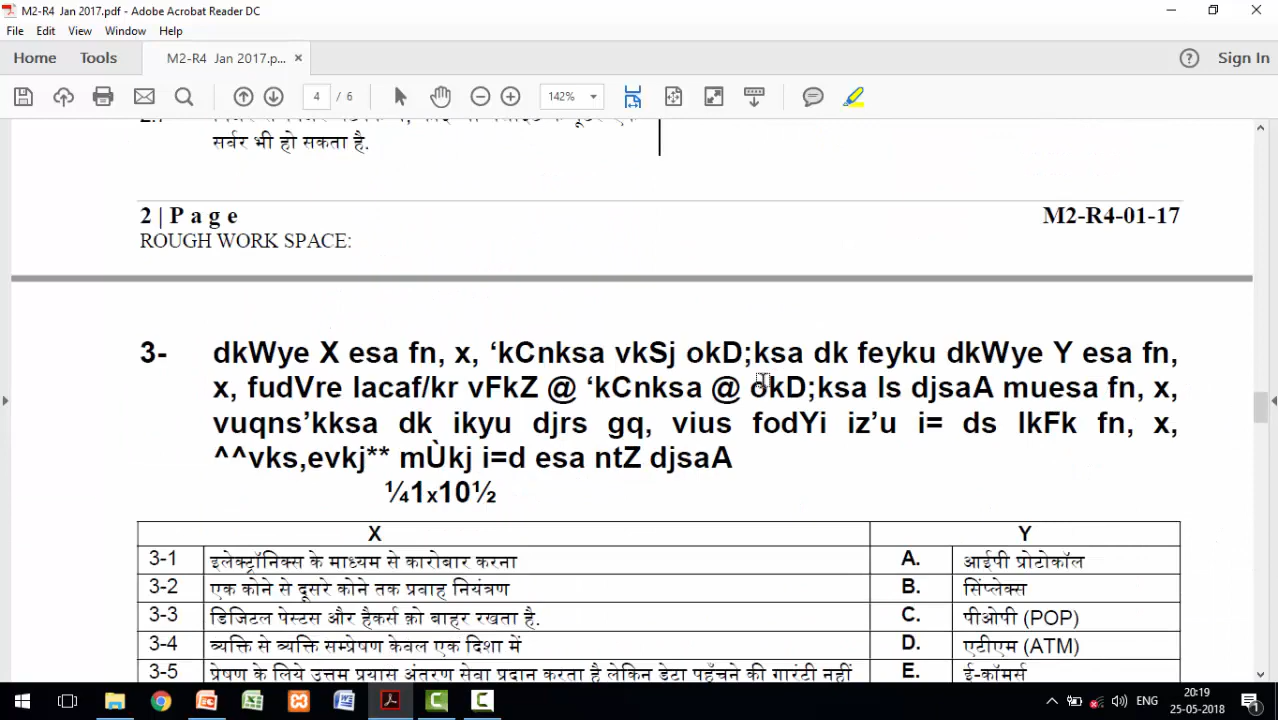 M2-R4 Jan 2017.pdf - Adobe Acrobat Reader DC
File Edit View Window Help
Home Tools M2-R4 Jan 2017.p... × Sign In
4 / 6 142%
सर्वर भी हो सकता है.
2 | P a g e M2-R4-01-17
ROUGH WORK SPACE:
3- dkWye X esa fn, x, ‘kCnksa vkSj okD;ksa dk feyku dkWye Y esa fn,
x, fudVre lacaf/kr vFkZ @ ‘kCnksa @ okD;ksa ls djsaA muesa fn, x,
vuqns’kksa dk ikyu djrs gq, vius fodYi iz’u i= ds lkFk fn, x,
^^vks,evkj** mÙkj i=d esa ntZ djsaA
¼1x10½
X Y
3-1 इलेक्ट्रॉनिक्स के माध्यम से कारोबार करना A. आईपी प्रोटोकॉल
3-2 एक कोने से दूसरे कोने तक प्रवाह नियंत्रण B. सिंप्लेक्स
3-3 डिजिटल पेस्टस और हैकर्स क़ो बाहर रखता है. C. पीओपी (POP)
3-4 व्यक्ति से व्यक्ति सम्प्रेषण केवल एक दिशा में D. एटीएम (ATM)
3-5 प्रेषण के लिये उत्तम प्रयास अंतरण सेवा प्रदान करता है लेकिन डेटा पहुँचने की गारंटी नहीं E. ई-कॉमर्स
ENG 20:19
25-05-2018